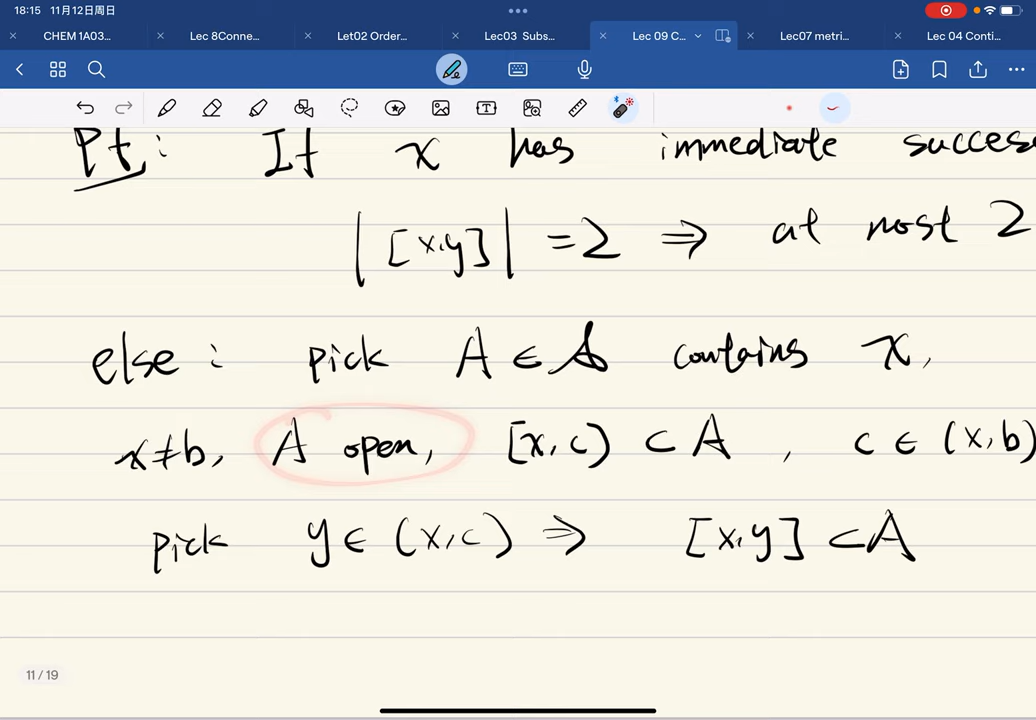 18:15 11月12日周日
CHEM 1A03... Lec 8Conne... Let02 Order... Lec03 Subs... Lec 09 C... Lec07 metri... Lec 04 Conti...
Pf: If x has immediate succes
|[x,y]| =2 ⇒ at most 2
else: pick A ∈ 𝒜 contains x,
x≠b, A open, [x,c) ⊂ A, c ∈ (x,b)
pick y∈ (x,c) ⇒ [x,y] ⊂A
11 / 19